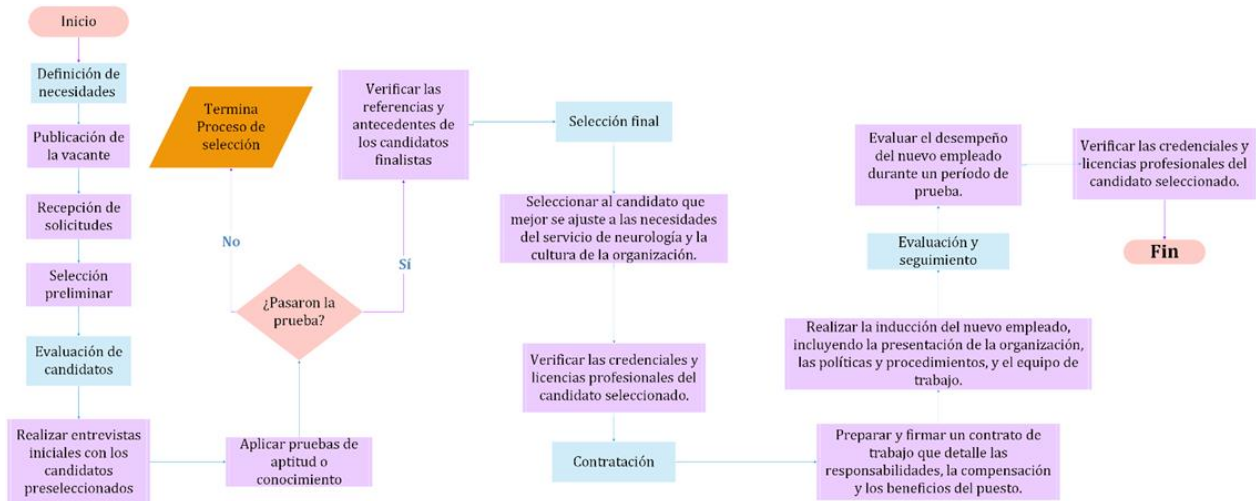 Inicio
Definición de
necesidades
Publicación de
la vacante
Recepción de
solicitudes
Selección
preliminar
Evaluación de
candidatos
Realizar entrevistas
iniciales con los
candidatos
preseleccionados
Aplicar pruebas de
aptitud o
conocimiento
¿Pasaron la
prueba?
No
Termina
Proceso de
selección
Sí
Verificar las
referencias y
antecedentes de
los candidatos
finalistas
Selección final
Seleccionar al candidato que
mejor se ajuste a las necesidades
del servicio de neurología y la
cultura de la organización.
Verificar las credenciales y
licencias profesionales del
candidato seleccionado.
Contratación
Preparar y firmar un contrato de
trabajo que detalle las
responsabilidades, la compensación
y los beneficios del puesto.
Realizar la inducción del nuevo empleado,
incluyendo la presentación de la organización,
las políticas y procedimientos, y el equipo de
trabajo.
Evaluación y
seguimiento
Evaluar el desempeño
del nuevo empleado
durante un período de
prueba.
Verificar las credenciales y
licencias profesionales del
candidato seleccionado.
Fin